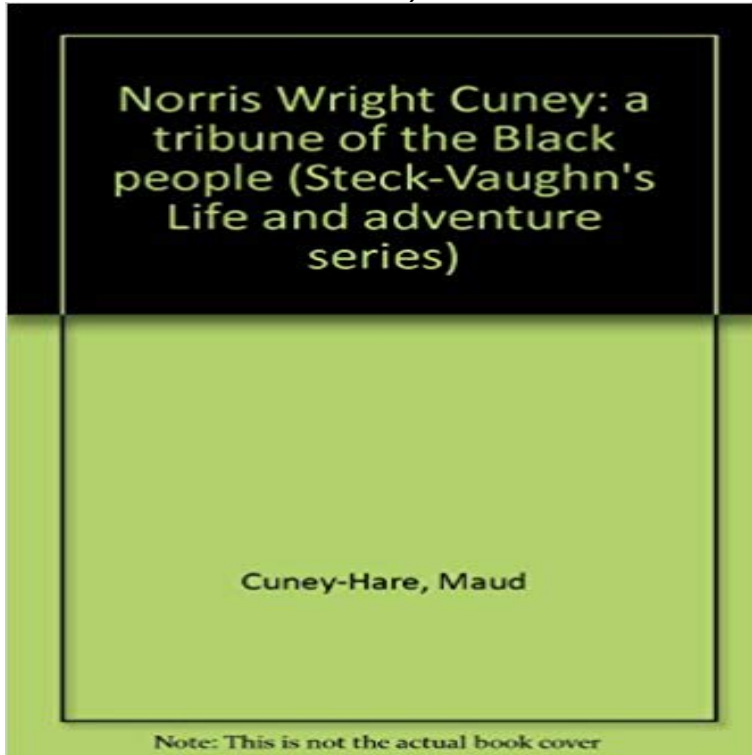 Norris Wright Cuney: a
tribune of the Black
people (Steck-Vaughn's
Life and adventure
series)
Cuney-Hare, Maud
Note: This is not the actual book cover